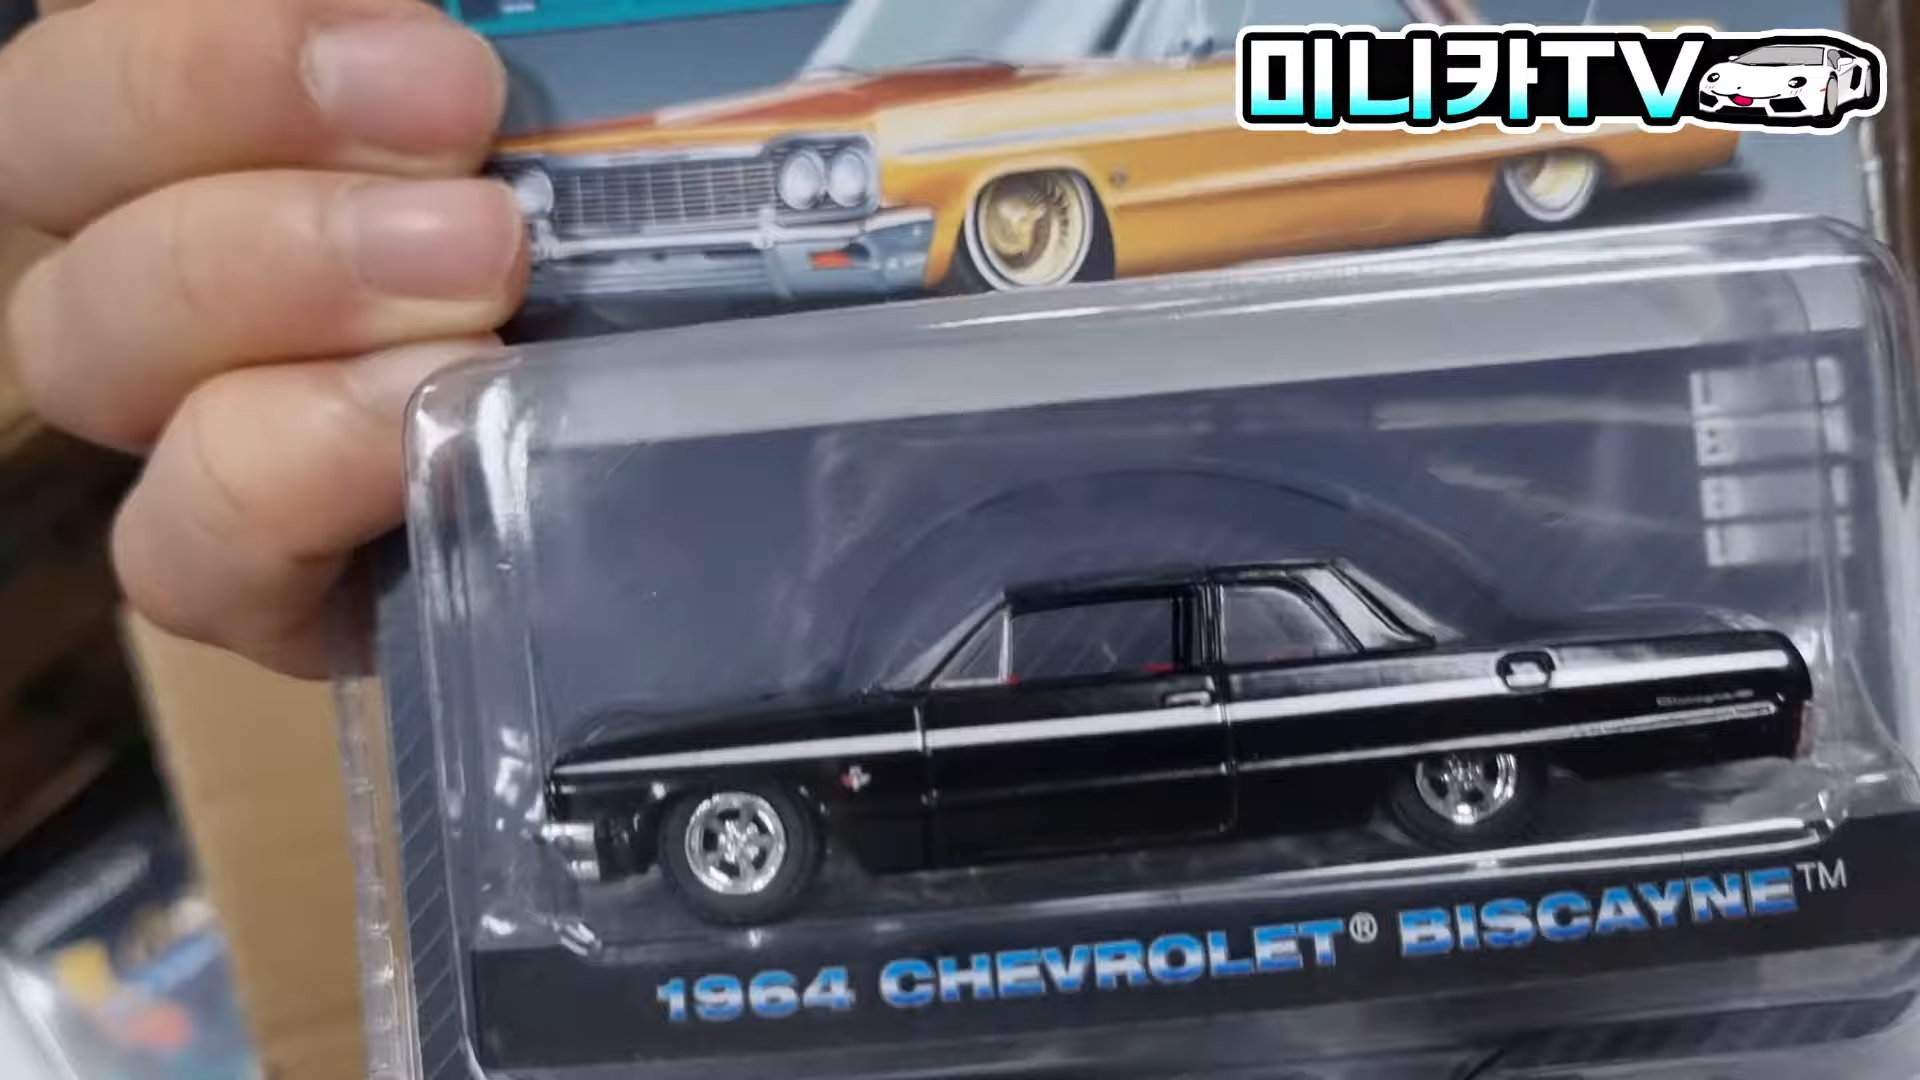 미니카TV
1964 CHEVROLET® BISCAYNE™